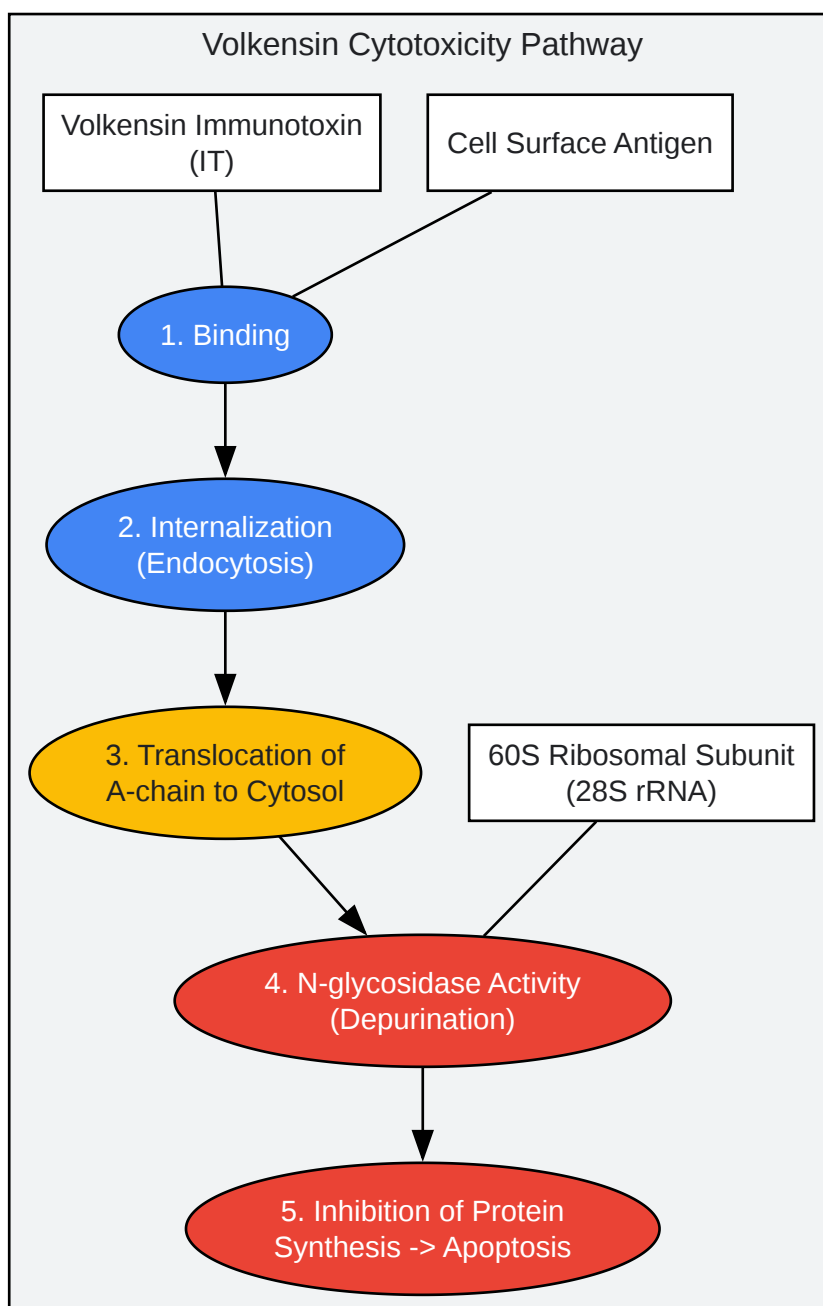 Volkensin Cytotoxicity Pathway
Volkensin Immunotoxin
(IT)
Cell Surface Antigen
1. Binding
2. Internalization
(Endocytosis)
3. Translocation of
A-chain to Cytosol
60S Ribosomal Subunit
(28S rRNA)
4. N-glycosidase Activity
(Depurination)
5. Inhibition of Protein
Synthesis -> Apoptosis